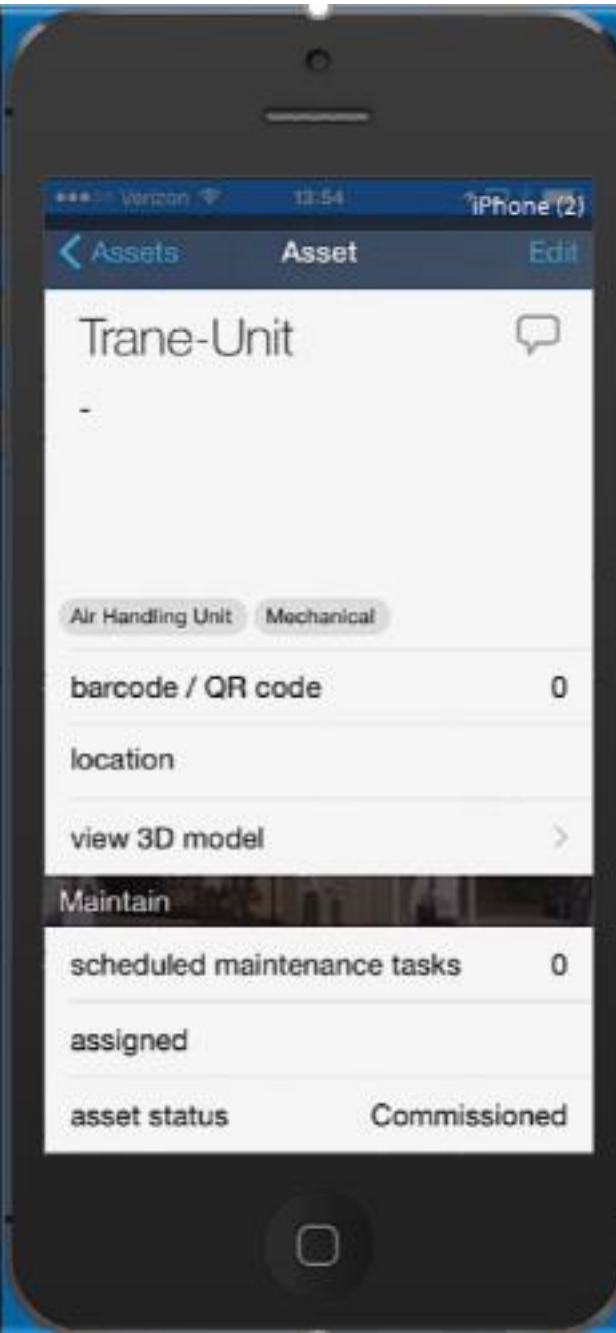 Verizon 13:54
iPhone (2)
Assets Asset Edit
Trane-Unit
-
Air Handling Unit Mechanical
barcode / QR code 0
location
view 3D model
Maintain
scheduled maintenance tasks 0
assigned
asset status Commissioned